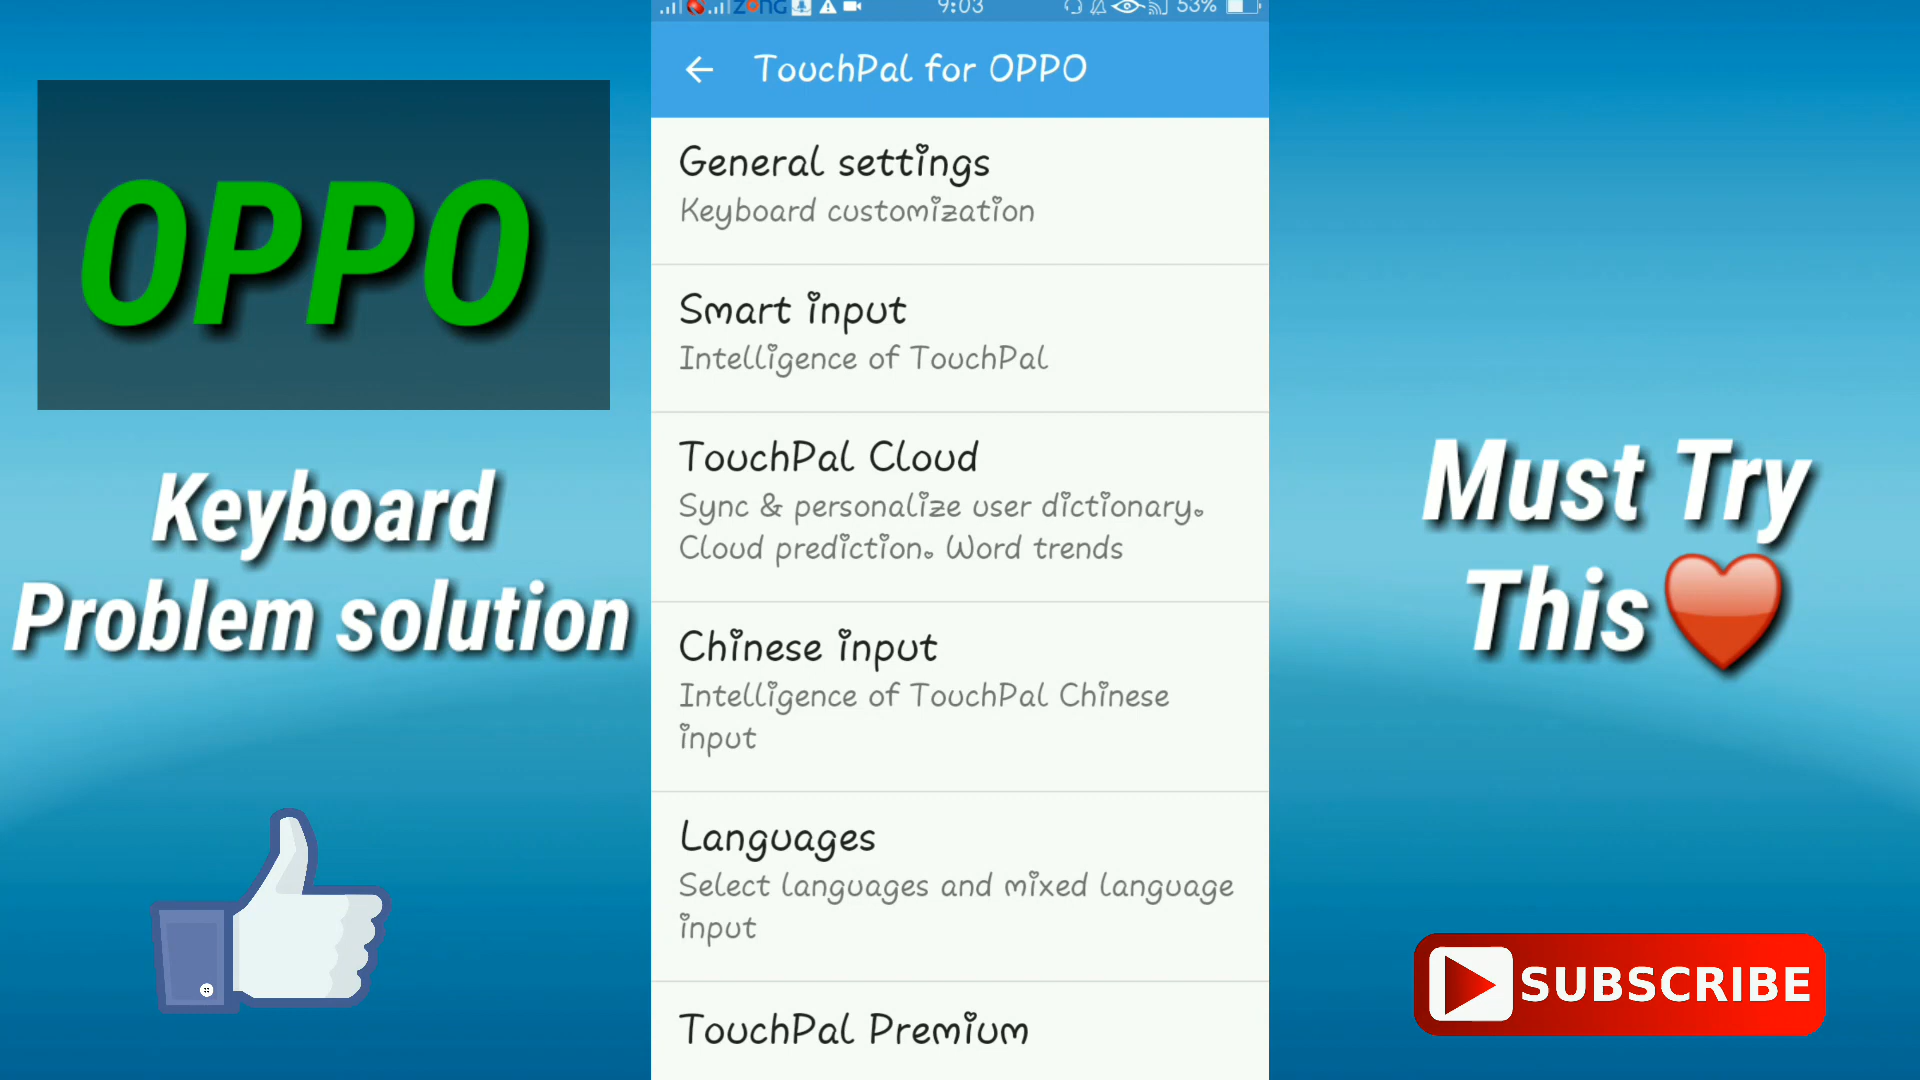 OPPO
Keyboard
Problem solution
ZONG 9:03 53%
TouchPal for OPPO
General settings
Keyboard customization
Smart input
Intelligence of TouchPal
TouchPal Cloud
Sync & personalize user dictionary.
Cloud prediction. Word trends
Chinese input
Intelligence of TouchPal Chinese
input
Languages
Select languages and mixed language
input
TouchPal Premium
Must Try
This
SUBSCRIBE